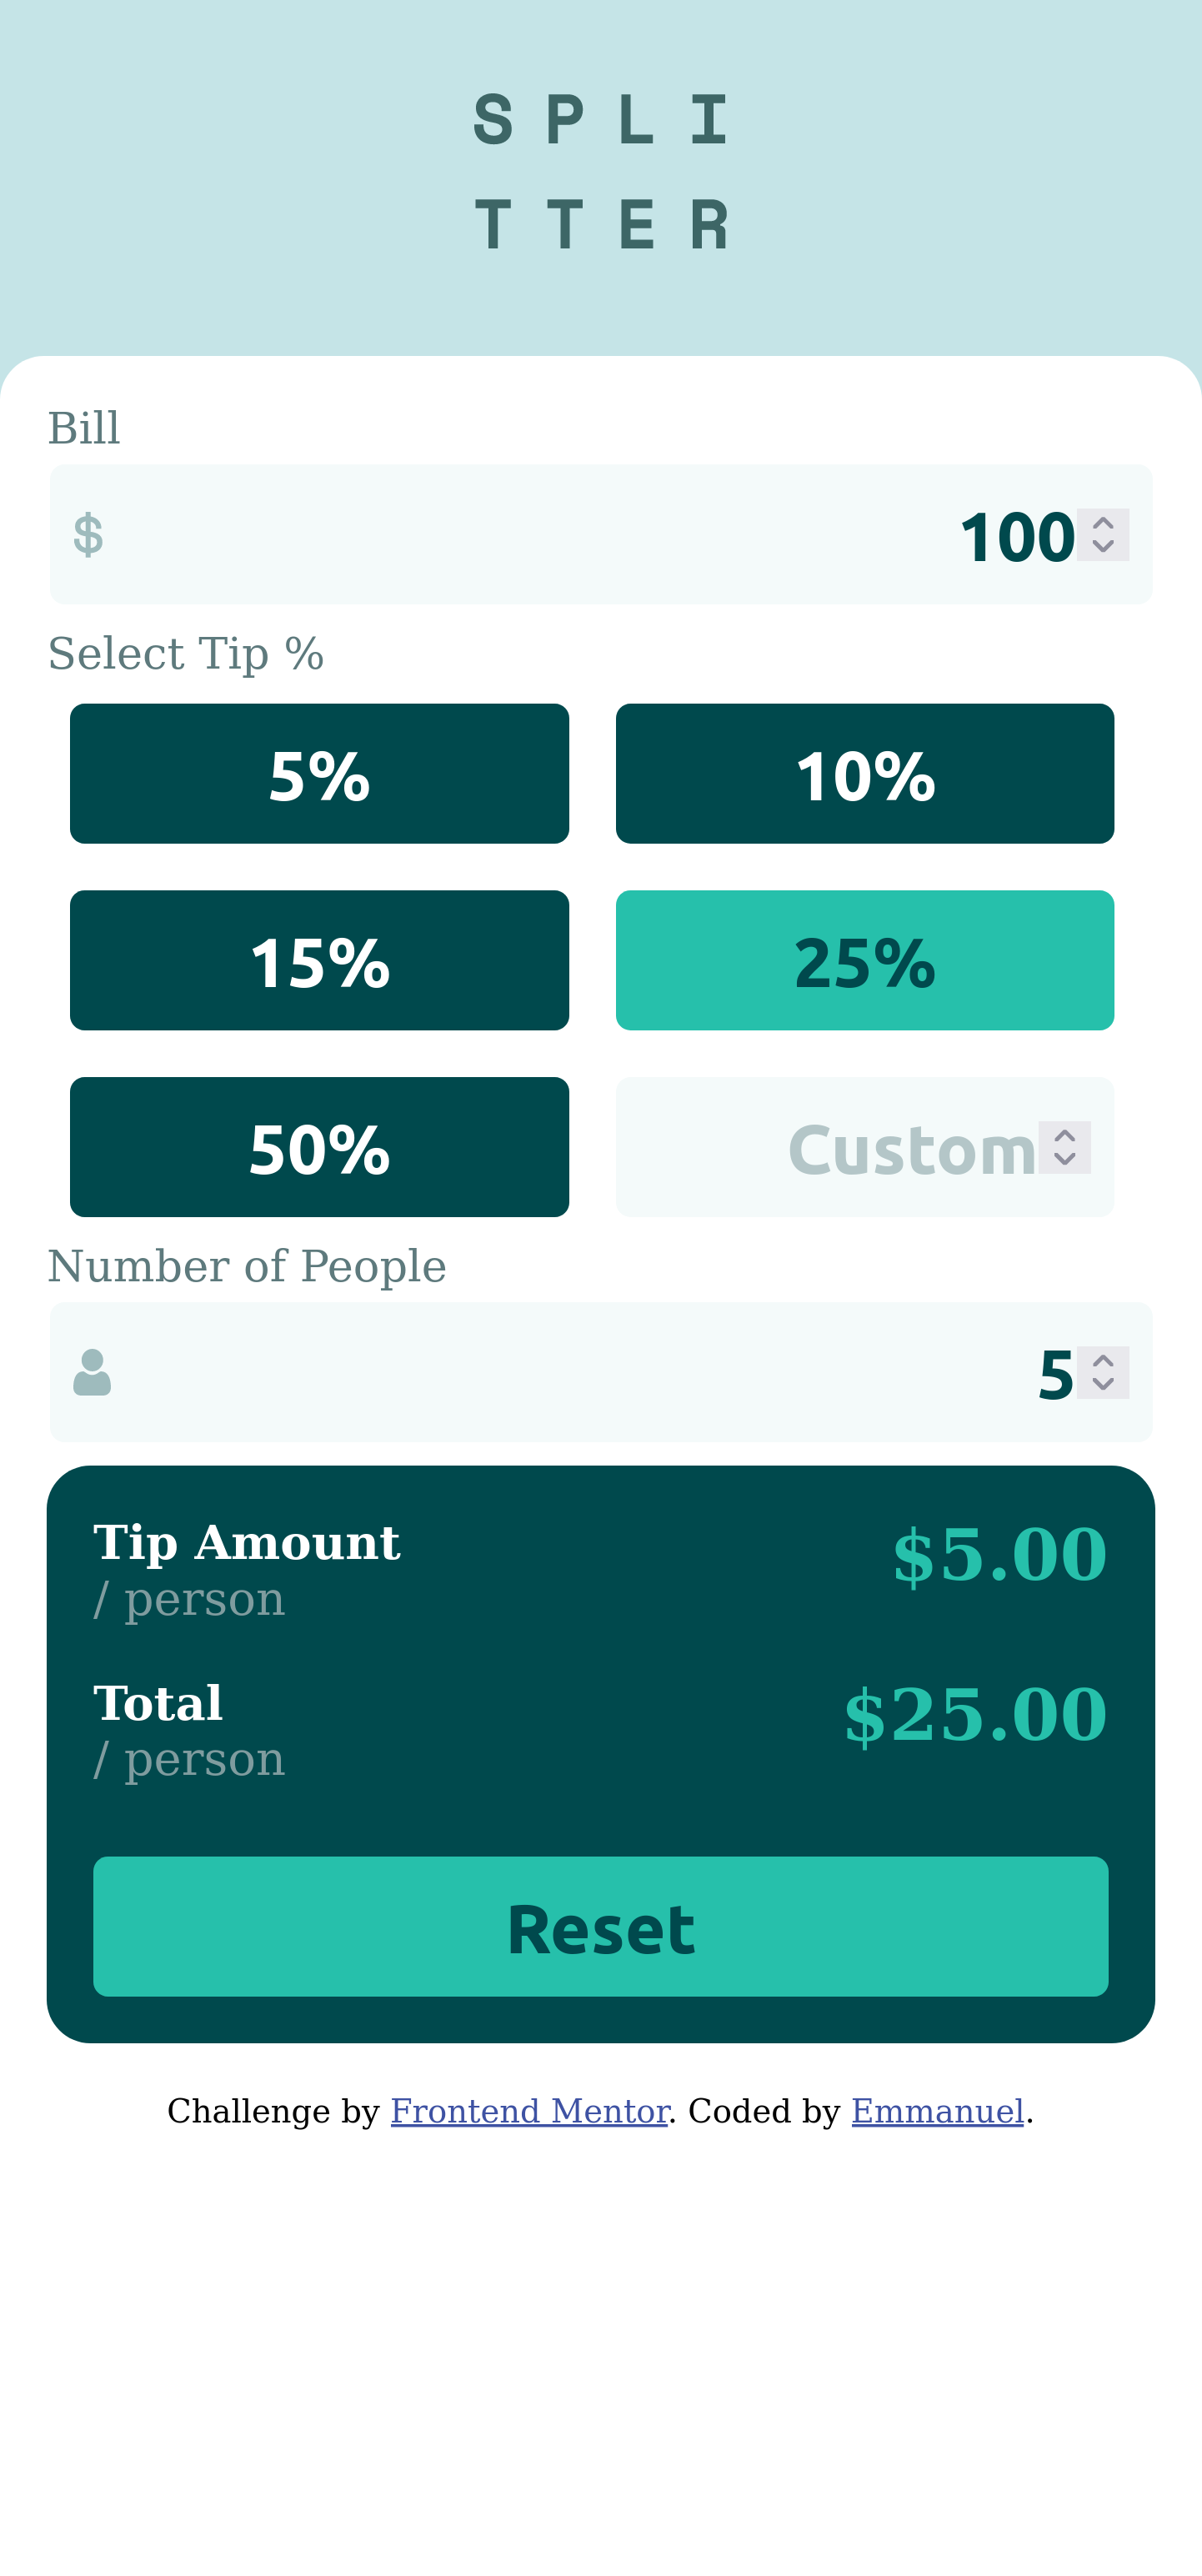 SPLI
TTER
Bill
$ 100
Select Tip %
5% 10%
15% 25%
50% Custom
Number of People
5
Tip Amount $5.00
/ person
Total $25.00
/ person
Reset
Challenge by Frontend Mentor. Coded by Emmanuel.